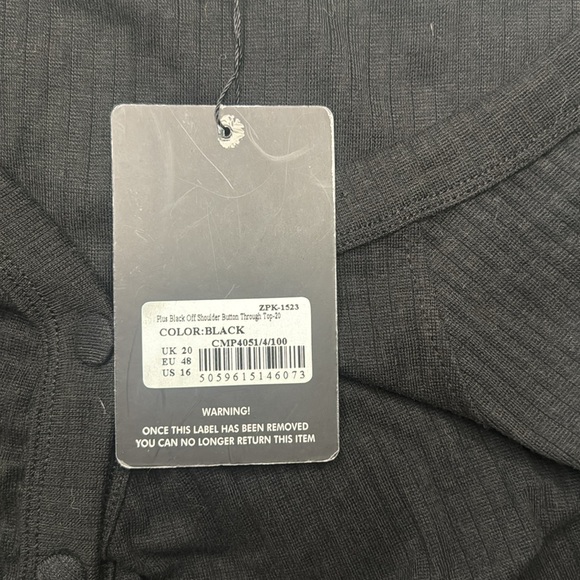 ZPK-1523
Plus Black Off Shoulder Button Through Top-20
COLOR:BLACK
UK 20 CMP4051/4/100
EU 48
US 16
5059615146073
WARNING!
ONCE THIS LABEL HAS BEEN REMOVED
YOU CAN NO LONGER RETURN THIS ITEM